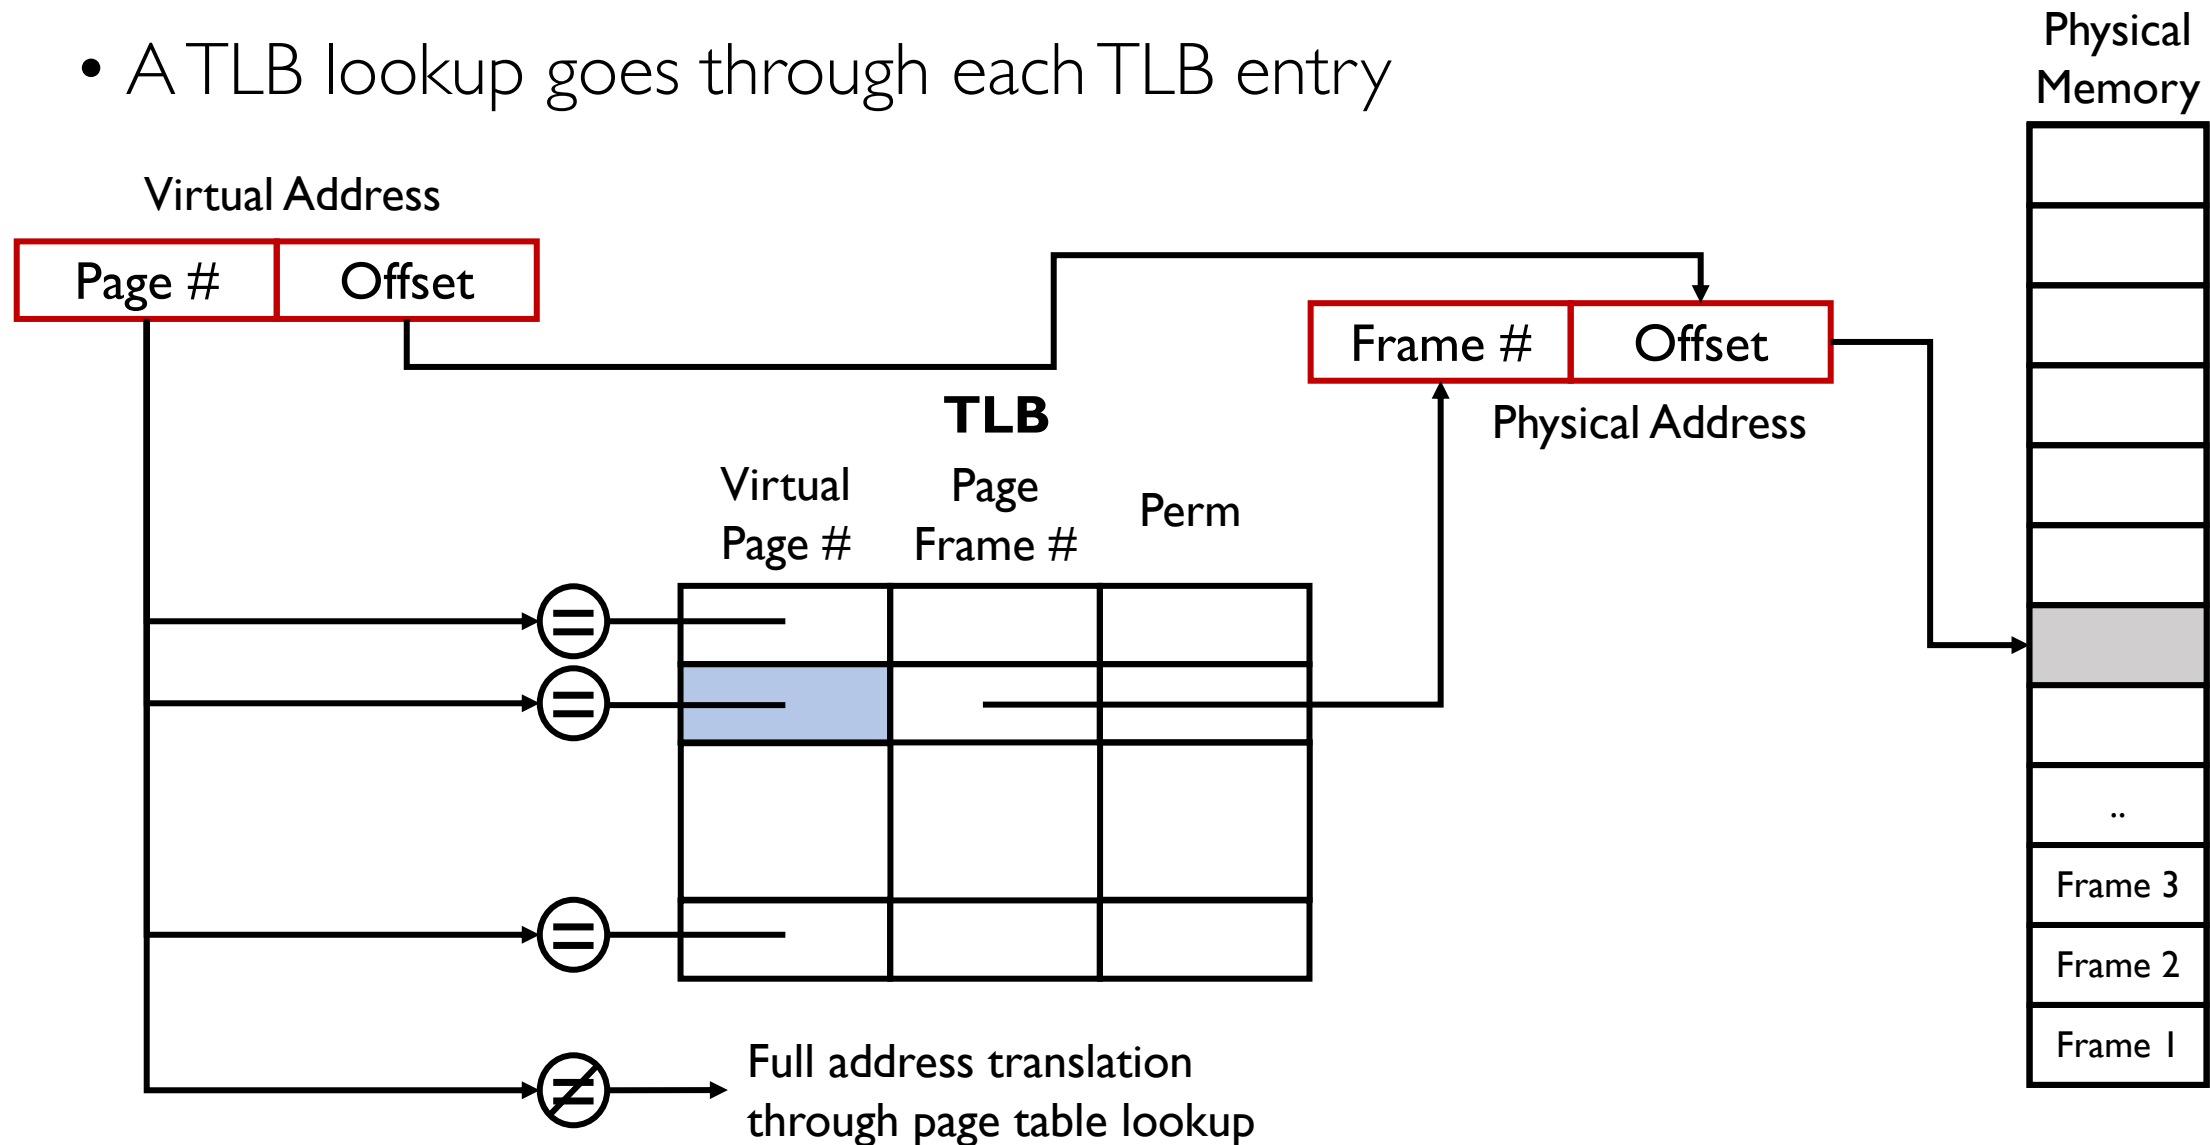 • A TLB lookup goes through each TLB entry
Physical
Memory
Virtual Address
Page # Offset
Frame # Offset
Physical Address
TLB
Virtual
Page #
Page
Frame #
Perm
=
=
=
≠
Full address translation
through page table lookup
..
Frame 3
Frame 2
Frame 1